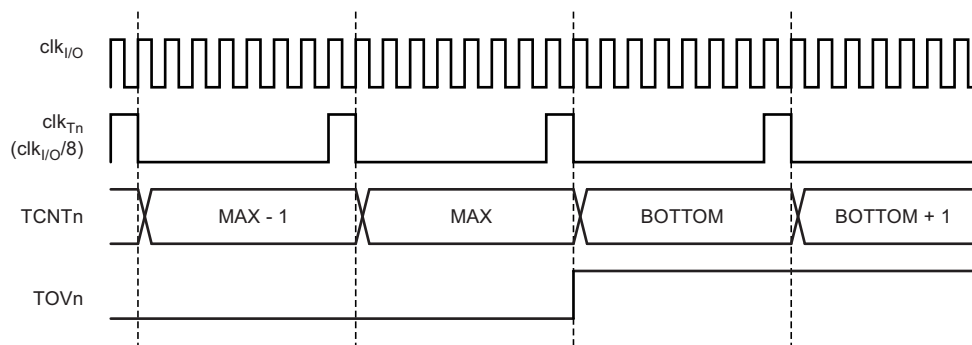 clkI/O
clkTn
(clkI/O/8)
TCNTn MAX - 1 MAX BOTTOM BOTTOM + 1
TOVn